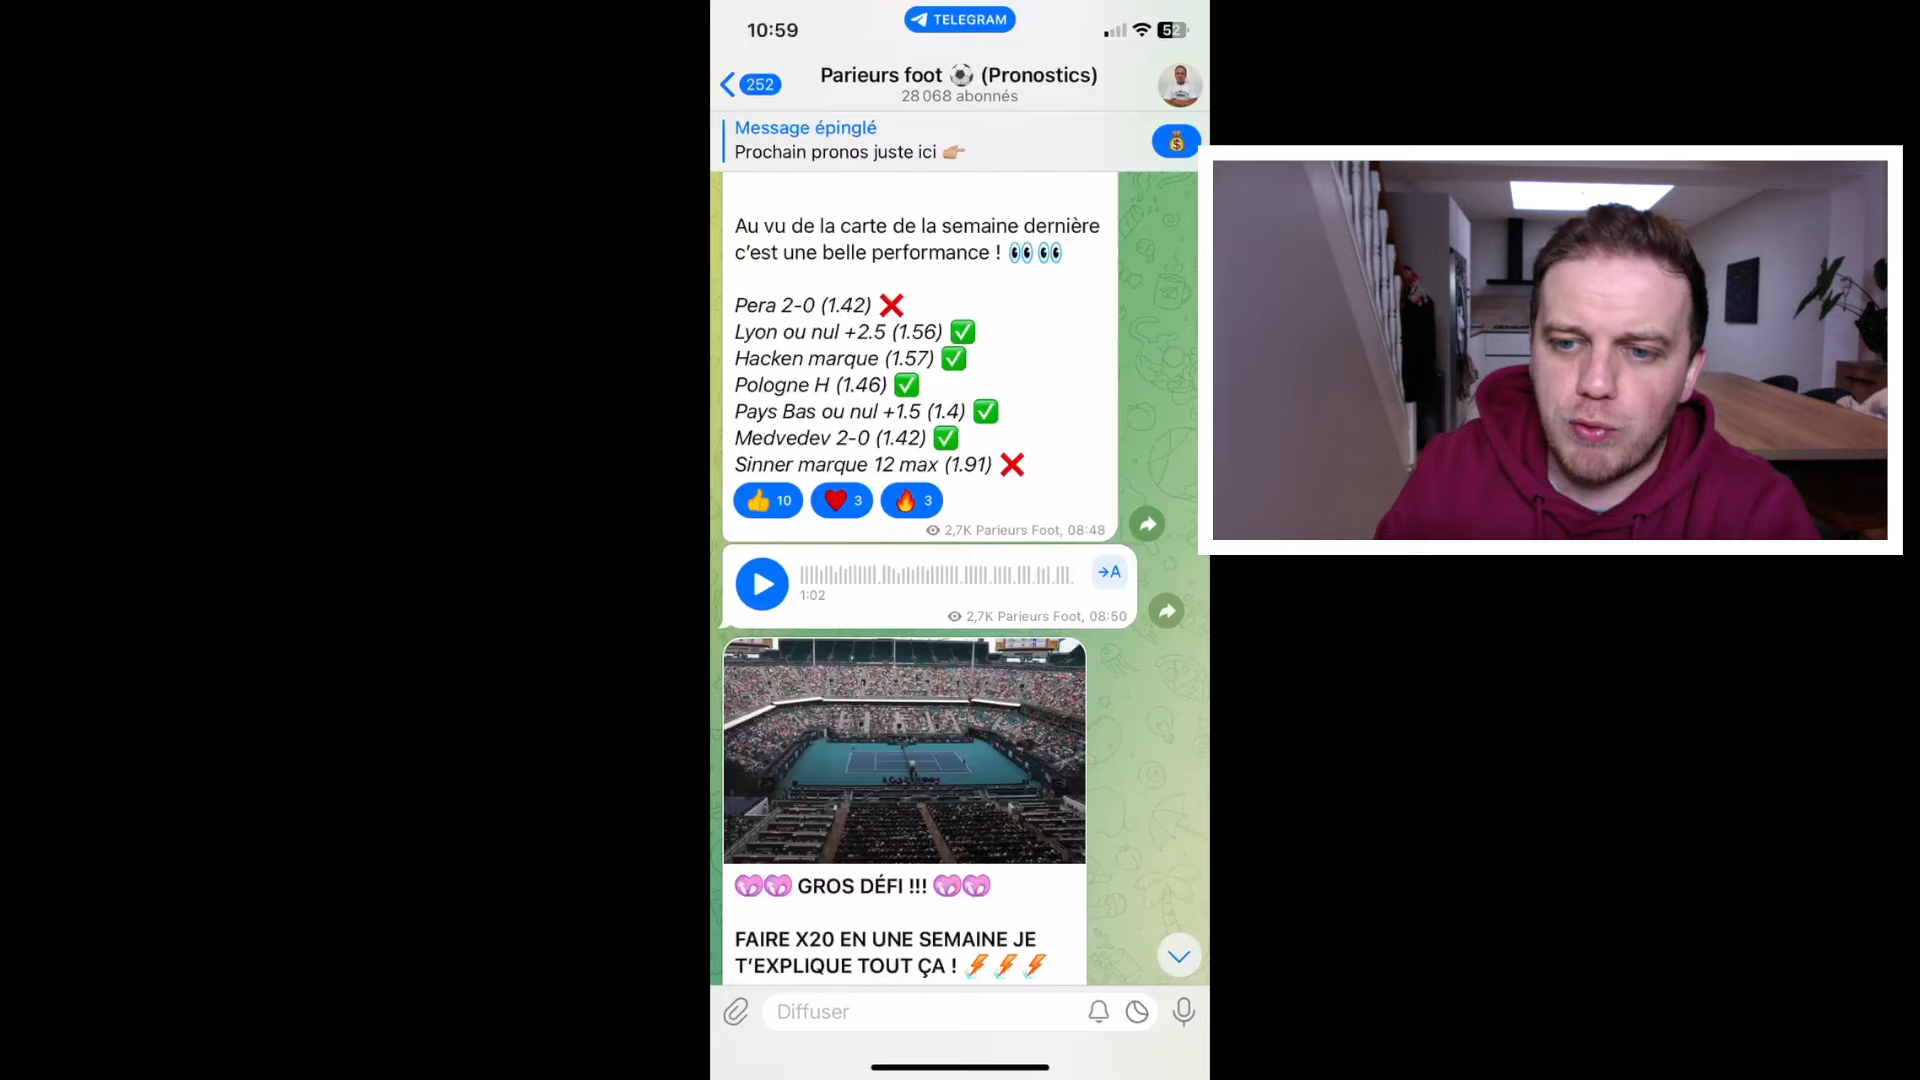 10:59
TELEGRAM
52
252
Parieurs foot ⚽ (Pronostics)
28 068 abonnés
Message épinglé
Prochain pronos juste ici 👉🏼
Au vu de la carte de la semaine dernière
c’est une belle performance ! 👀👀
Pera 2-0 (1.42) ❌
Lyon ou nul +2.5 (1.56) ✅
Hacken marque (1.57) ✅
Pologne H (1.46) ✅
Pays Bas ou nul +1.5 (1.4) ✅
Medvedev 2-0 (1.42) ✅
Sinner marque 12 max (1.91) ❌
👍 10 ❤️ 3 🔥 3
2,7K Parieurs Foot, 08:48
→A
1:02
2,7K Parieurs Foot, 08:50
GROS DÉFI !!!
FAIRE X20 EN UNE SEMAINE JE
T’EXPLIQUE TOUT ÇA ! ⚡⚡⚡
Diffuser